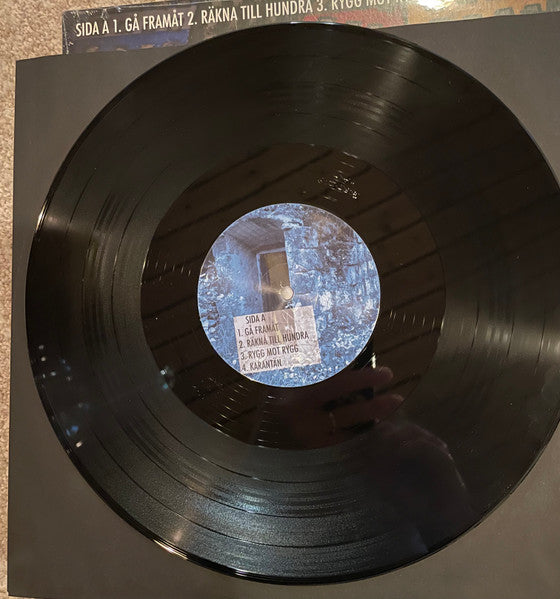 SIDA A 1. GÅ FRAMÅT 2. RÄKNA TILL HUNDRA 3. RYGG MOT
SIDA A
1. GÅ FRAMÅT
2. RÄKNA TILL HUNDRA
3. RYGG MOT RYGG
4. KARANTÄN